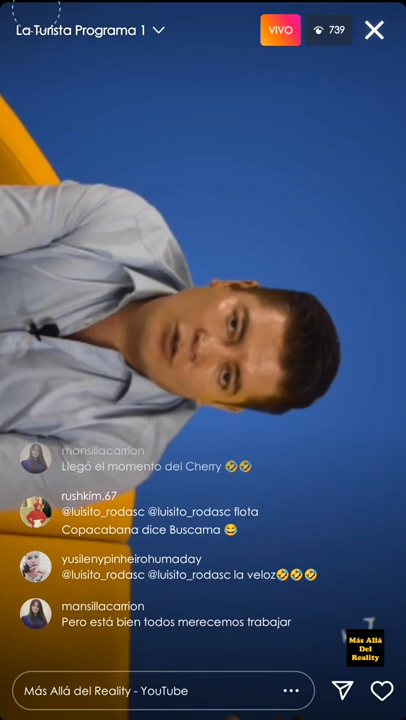 La Turista Programa 1
VIVO
739
mansillacarrion
Llegó el momento del Cherry 🤣🤣
rushkim.67
@luisito_rodasc @luisito_rodasc flota
Copacabana dice Buscama 😂
yusilenypinheirohumaday
@luisito_rodasc @luisito_rodasc la veloz🤣🤣🤣
mansillacarrion
Pero está bien todos merecemos trabajar
Más Allá
Del
Reality
Más Allá del Reality - YouTube